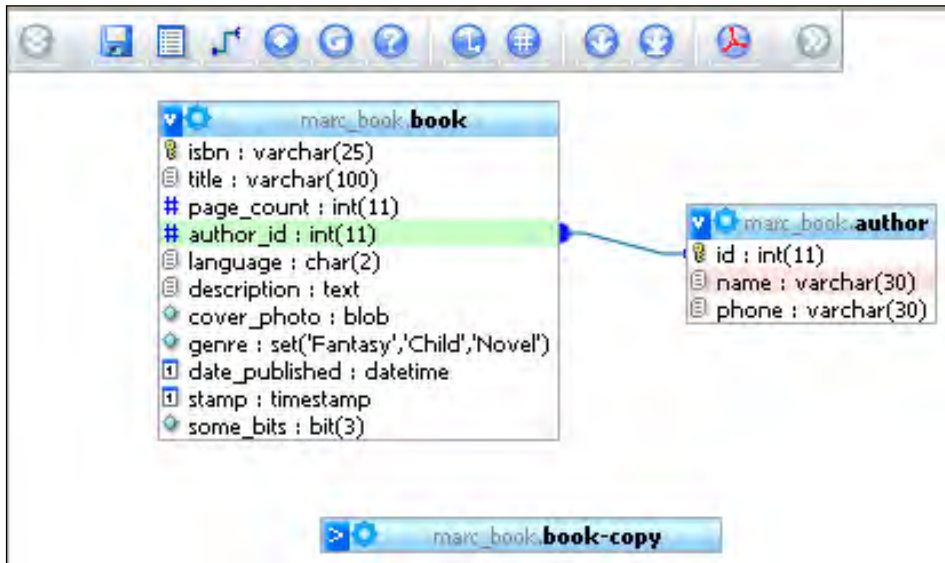 marc_book.book
isbn : varchar(25)
title : varchar(100)
# page_count : int(11)
# author_id : int(11)
language : char(2)
description : text
cover_photo : blob
genre : set('Fantasy','Child','Novel')
date_published : datetime
stamp : timestamp
some_bits : bit(3)
marc_book.author
id : int(11)
name : varchar(30)
phone : varchar(30)
marc_book.book-copy